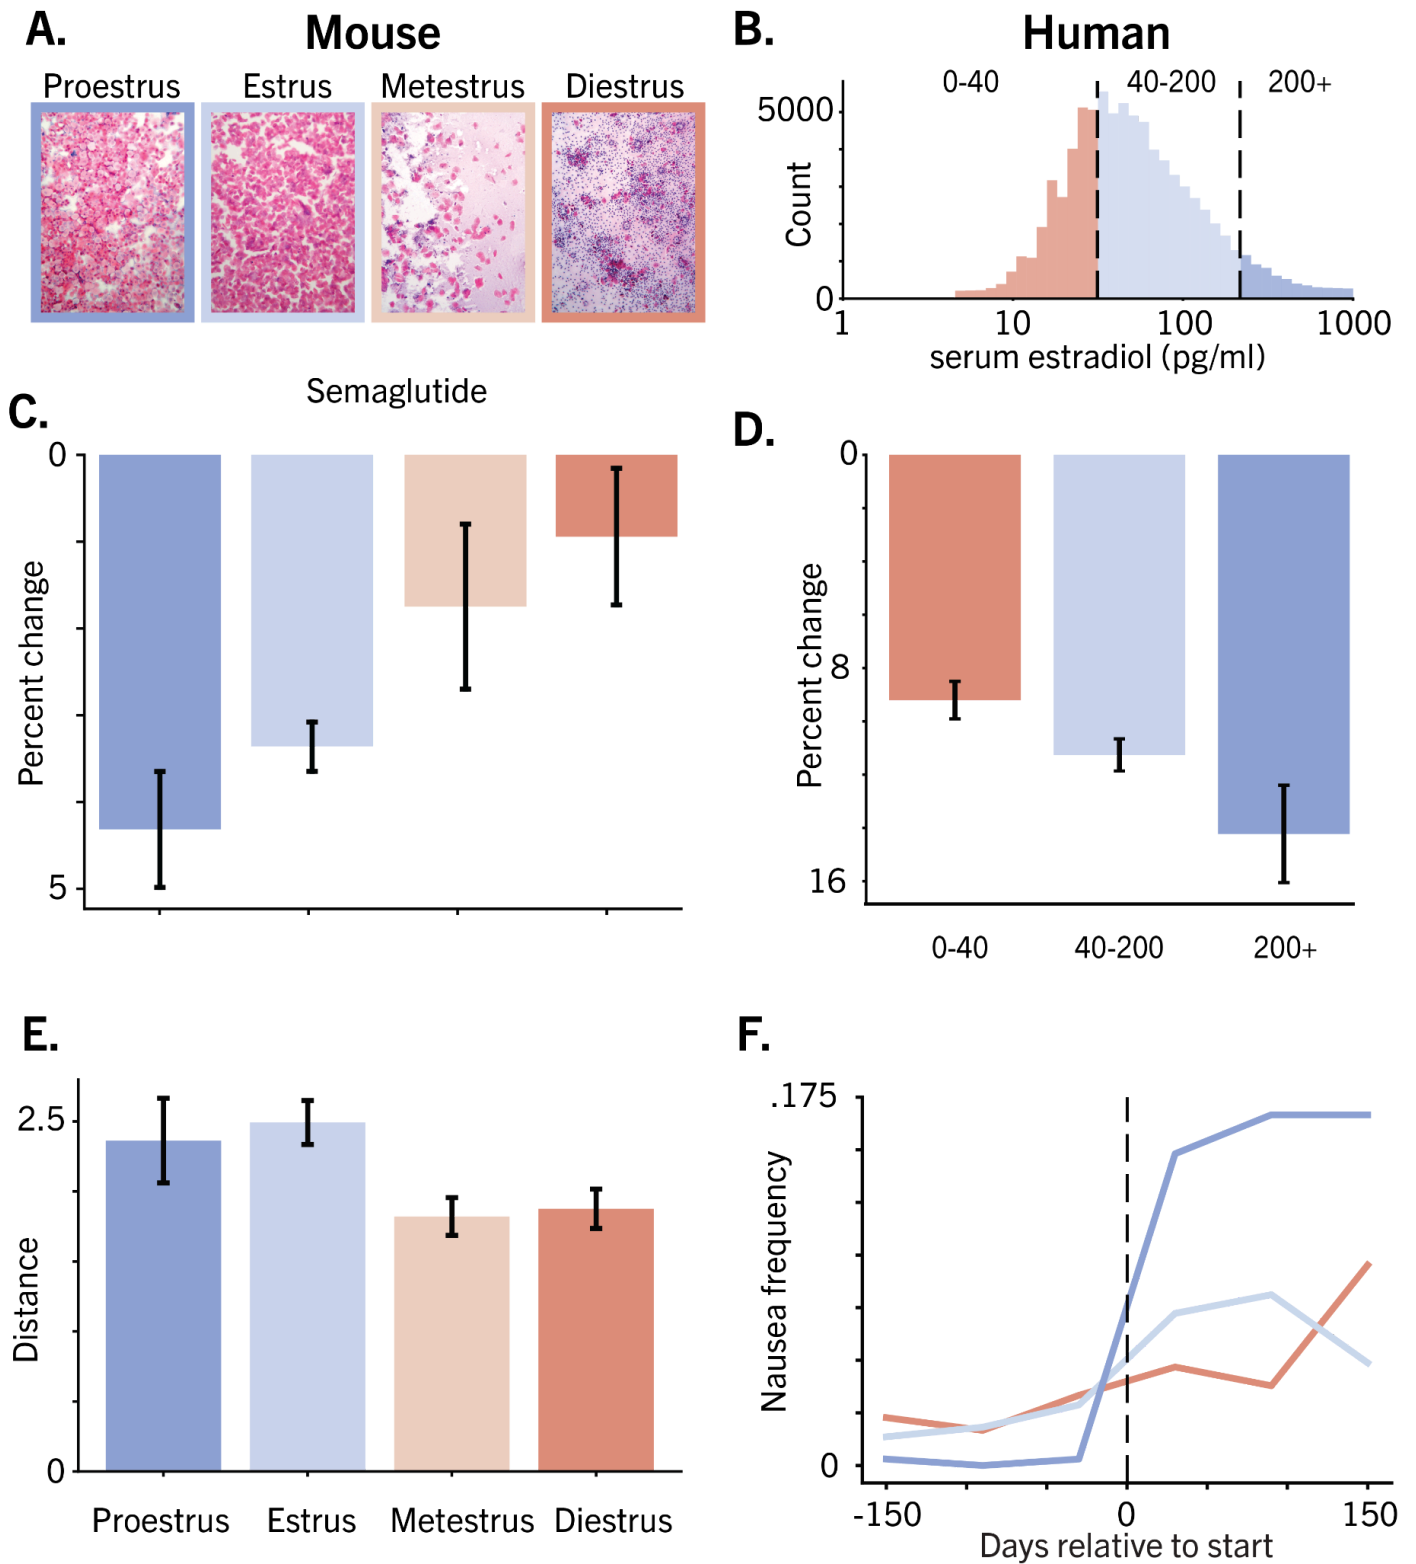 A.
Mouse
Proestrus Estrus Metestrus Diestrus
B.
Human
0-40 40-200 200+
5000
0
Count
1 10 100 1000
serum estradiol (pg/ml)
Semaglutide
C.
0
5
Percent change
D.
0
8
16
Percent change
0-40 40-200 200+
E.
2.5
0
Distance
Proestrus Estrus Metestrus Diestrus
F.
.175
0
Nausea frequency
-150 0 150
Days relative to start